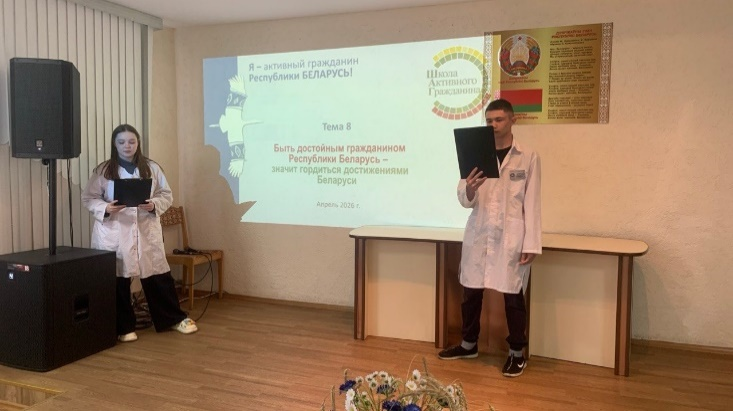 Я – активный гражданин
Республики БЕЛАРУСЬ!
Школа
Активного
Гражданина
Тема 8
Быть достойным гражданином
Республики Беларусь –
значит гордиться достижениями
Беларуси
Апрель 2026 г.